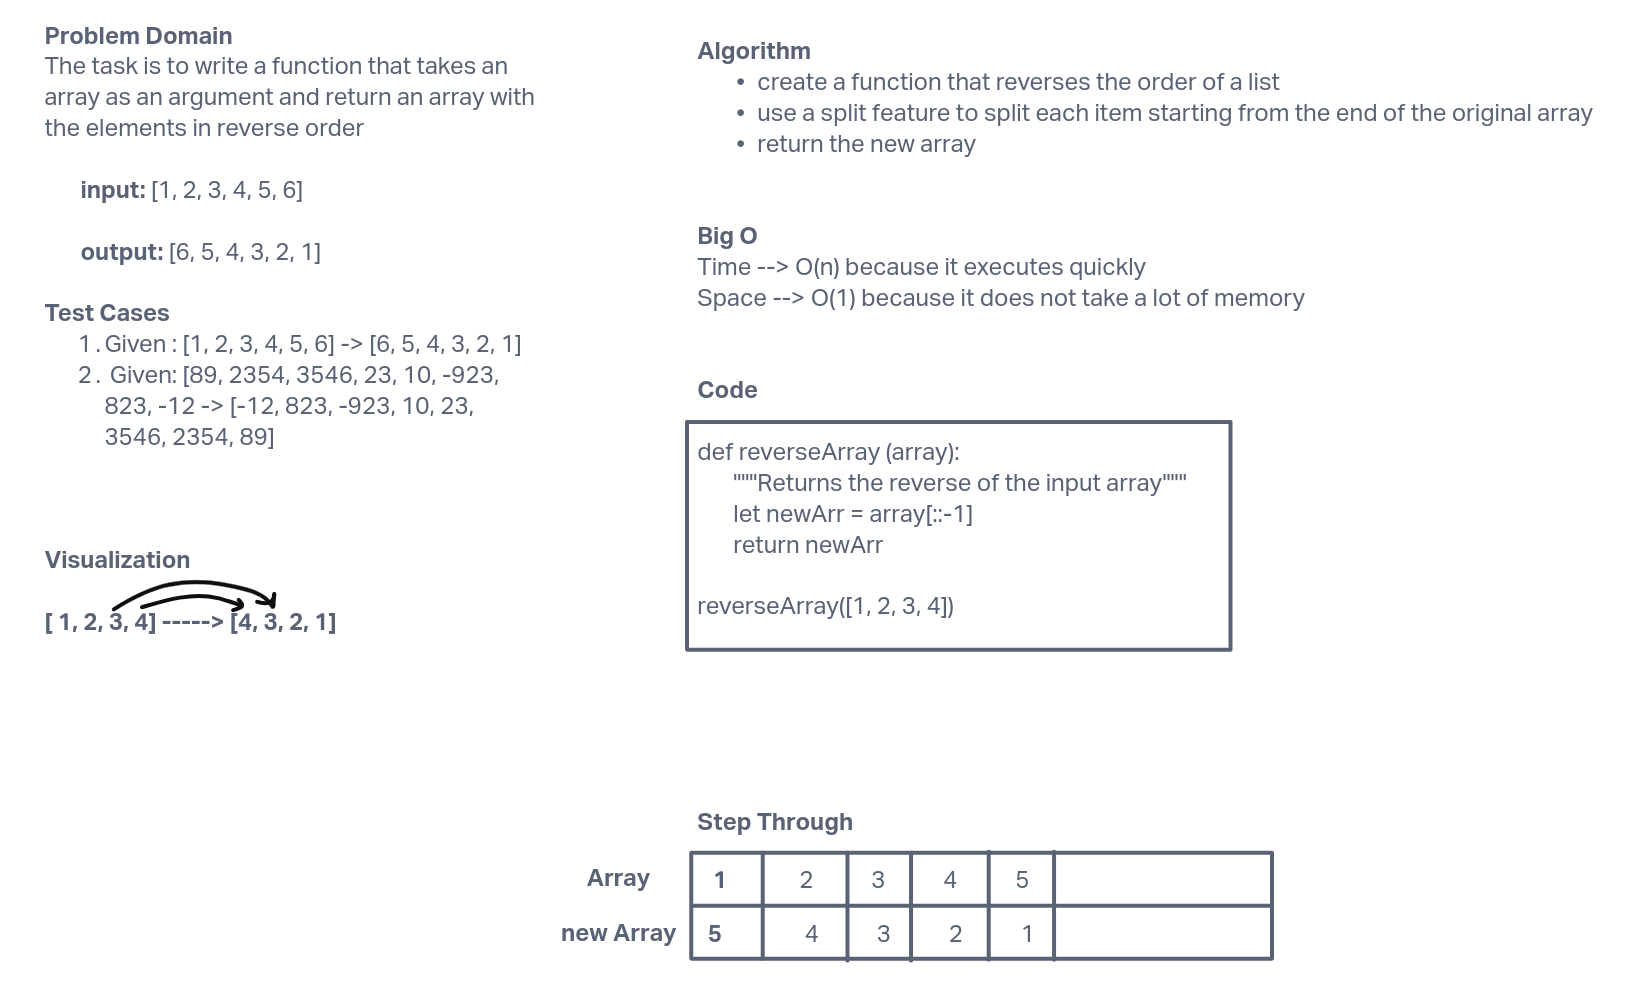 Problem Domain
The task is to write a function that takes an
array as an argument and return an array with
the elements in reverse order
input: [1, 2, 3, 4, 5, 6]
output: [6, 5, 4, 3, 2, 1]
Test Cases
1. Given : [1, 2, 3, 4, 5, 6] -> [6, 5, 4, 3, 2, 1]
2. Given: [89, 2354, 3546, 23, 10, -923,
823, -12 -> [-12, 823, -923, 10, 23,
3546, 2354, 89]
Visualization
[ 1, 2, 3, 4] -----> [4, 3, 2, 1]
Algorithm
• create a function that reverses the order of a list
• use a split feature to split each item starting from the end of the original array
• return the new array
Big O
Time --> O(n) because it executes quickly
Space --> O(1) because it does not take a lot of memory
Code
def reverseArray (array):
"""Returns the reverse of the input array"""
let newArr = array[::-1]
return newArr
reverseArray([1, 2, 3, 4])
Step Through
Array 1 2 3 4 5
new Array 5 4 3 2 1